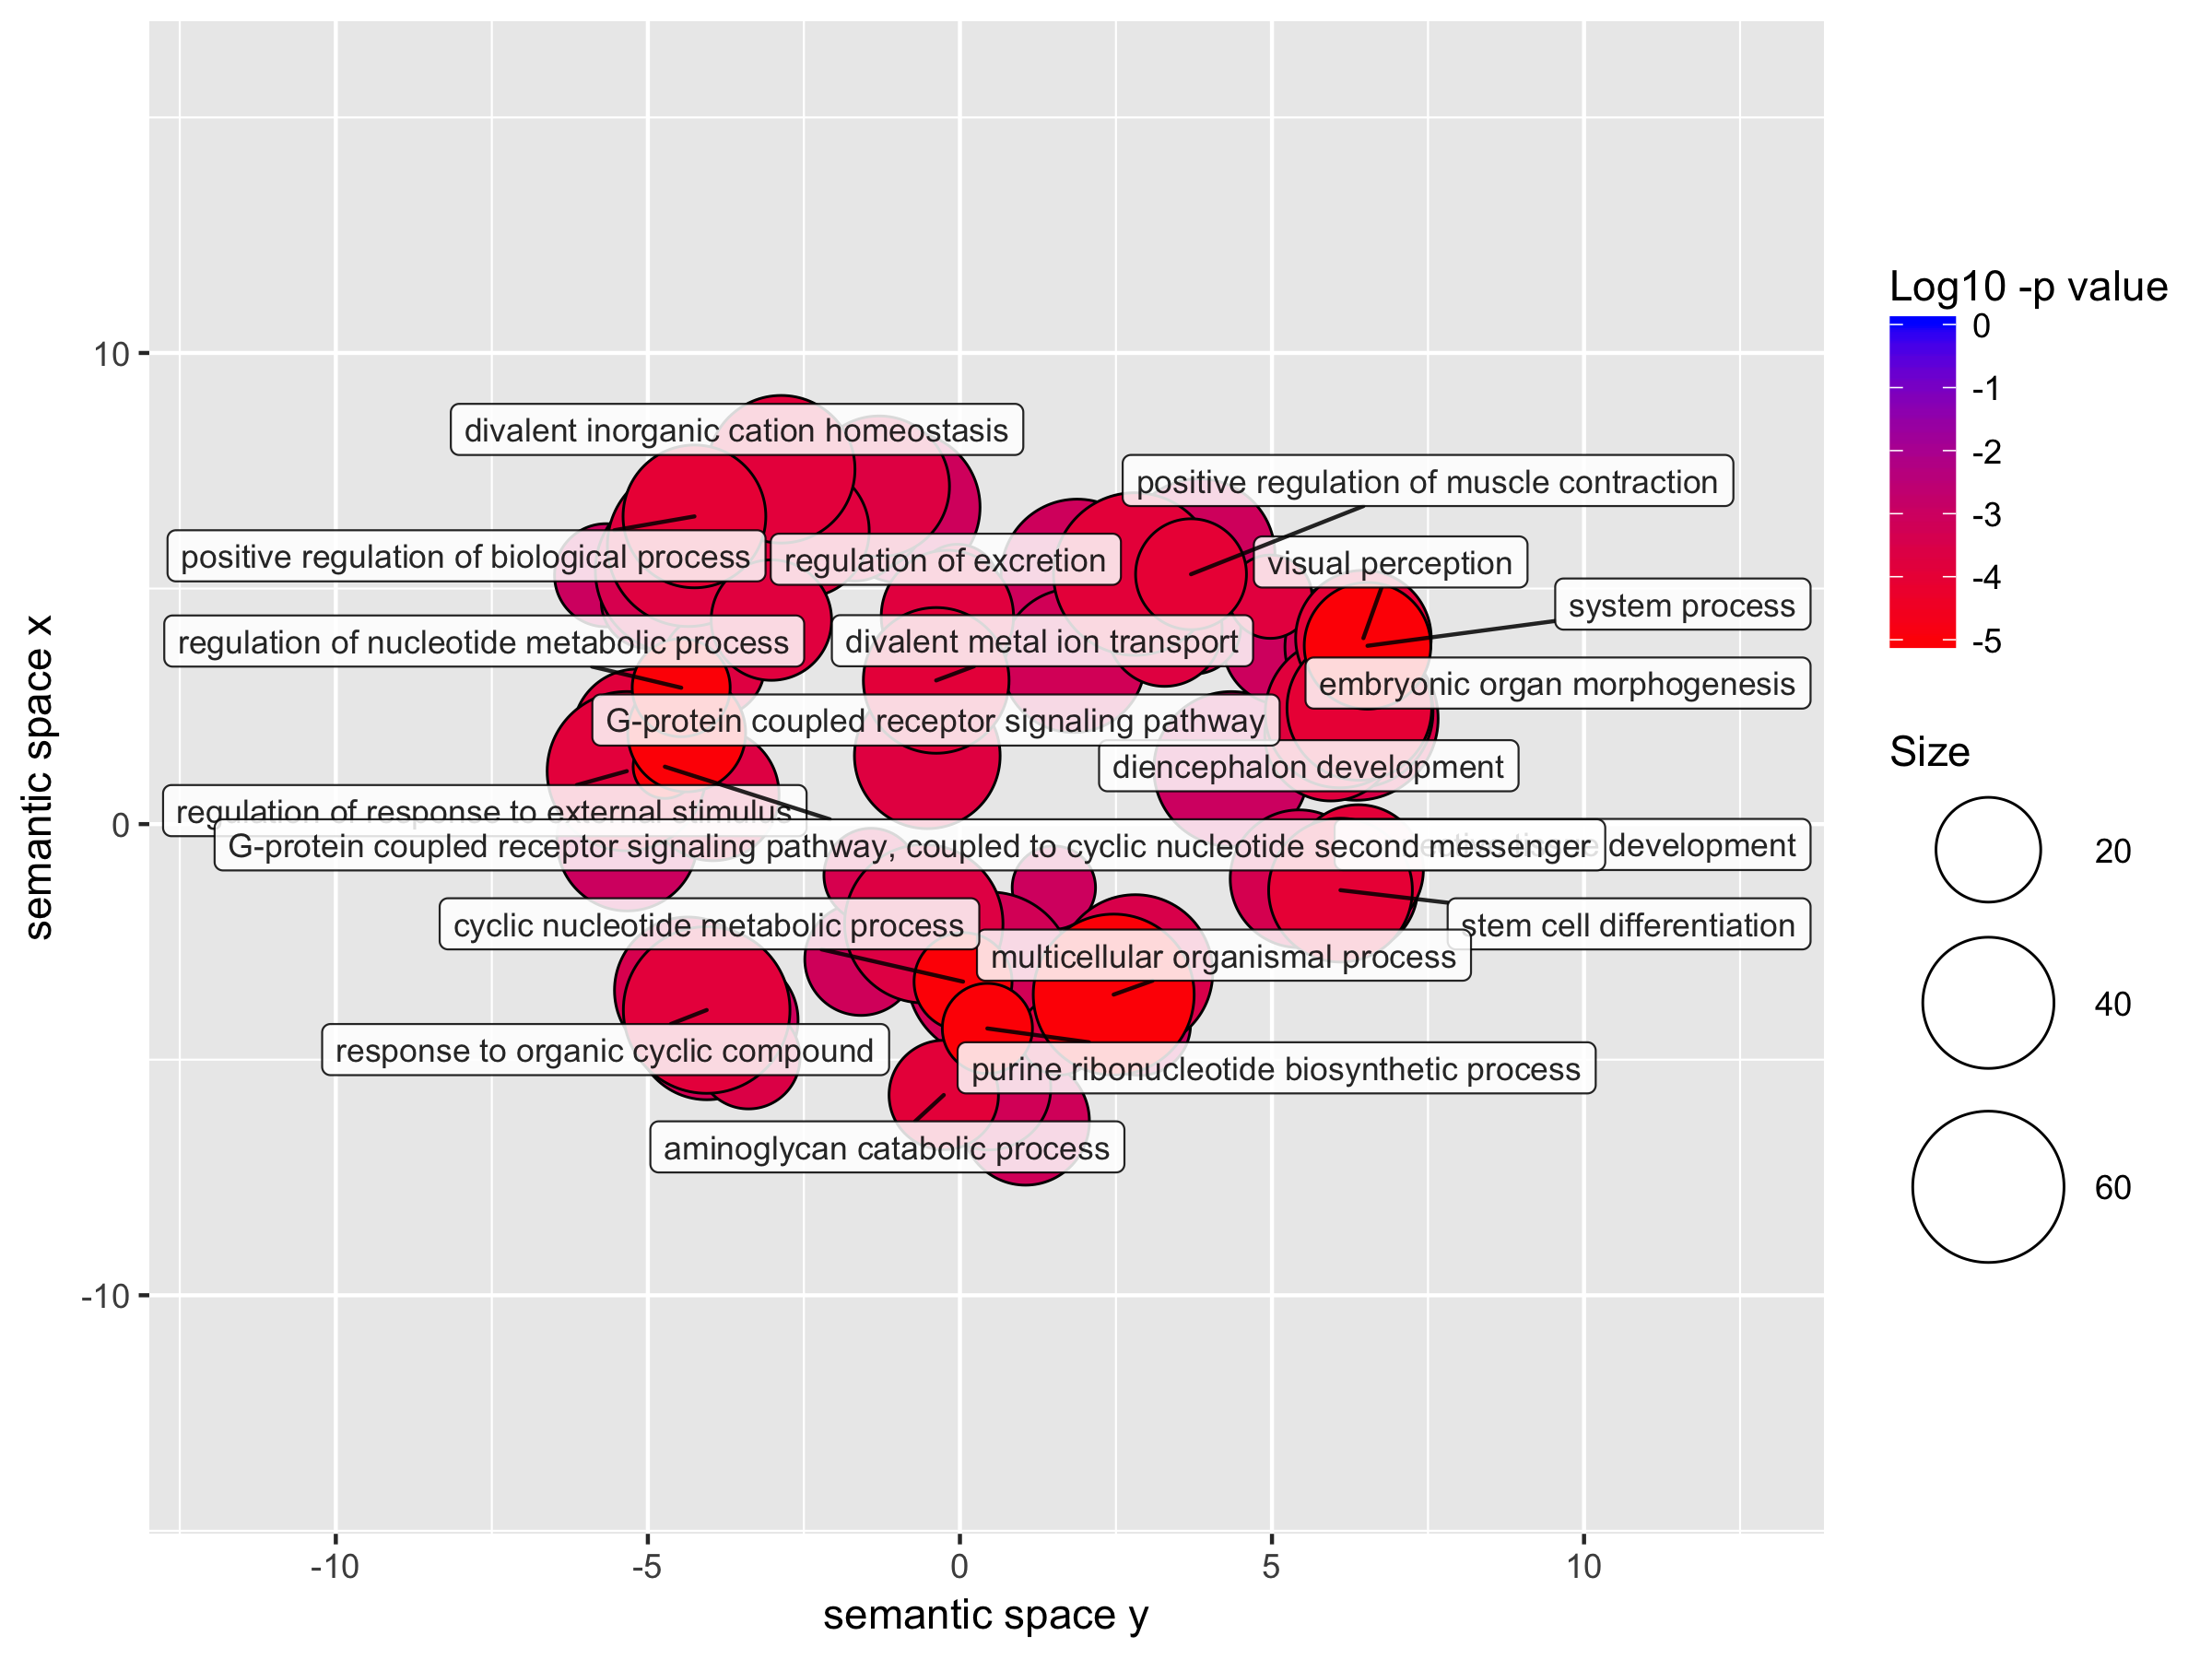 divalent inorganic cation homeostasis
positive regulation of muscle contraction
positive regulation of biological process
regulation of excretion
visual perception
system process
regulation of nucleotide metabolic process
divalent metal ion transport
embryonic organ morphogenesis
G-protein coupled receptor signaling pathway
diencephalon development
regulation of response to external stimulus
G-protein coupled receptor signaling pathway, coupled to cyclic nucleotide second messenger
development
cyclic nucleotide metabolic process
stem cell differentiation
multicellular organismal process
response to organic cyclic compound
purine ribonucleotide biosynthetic process
aminoglycan catabolic process
10
0
-10
semantic space x
-10
-5
0
5
10
semantic space y
Log10 -p value
0
-1
-2
-3
-4
-5
Size
20
40
60